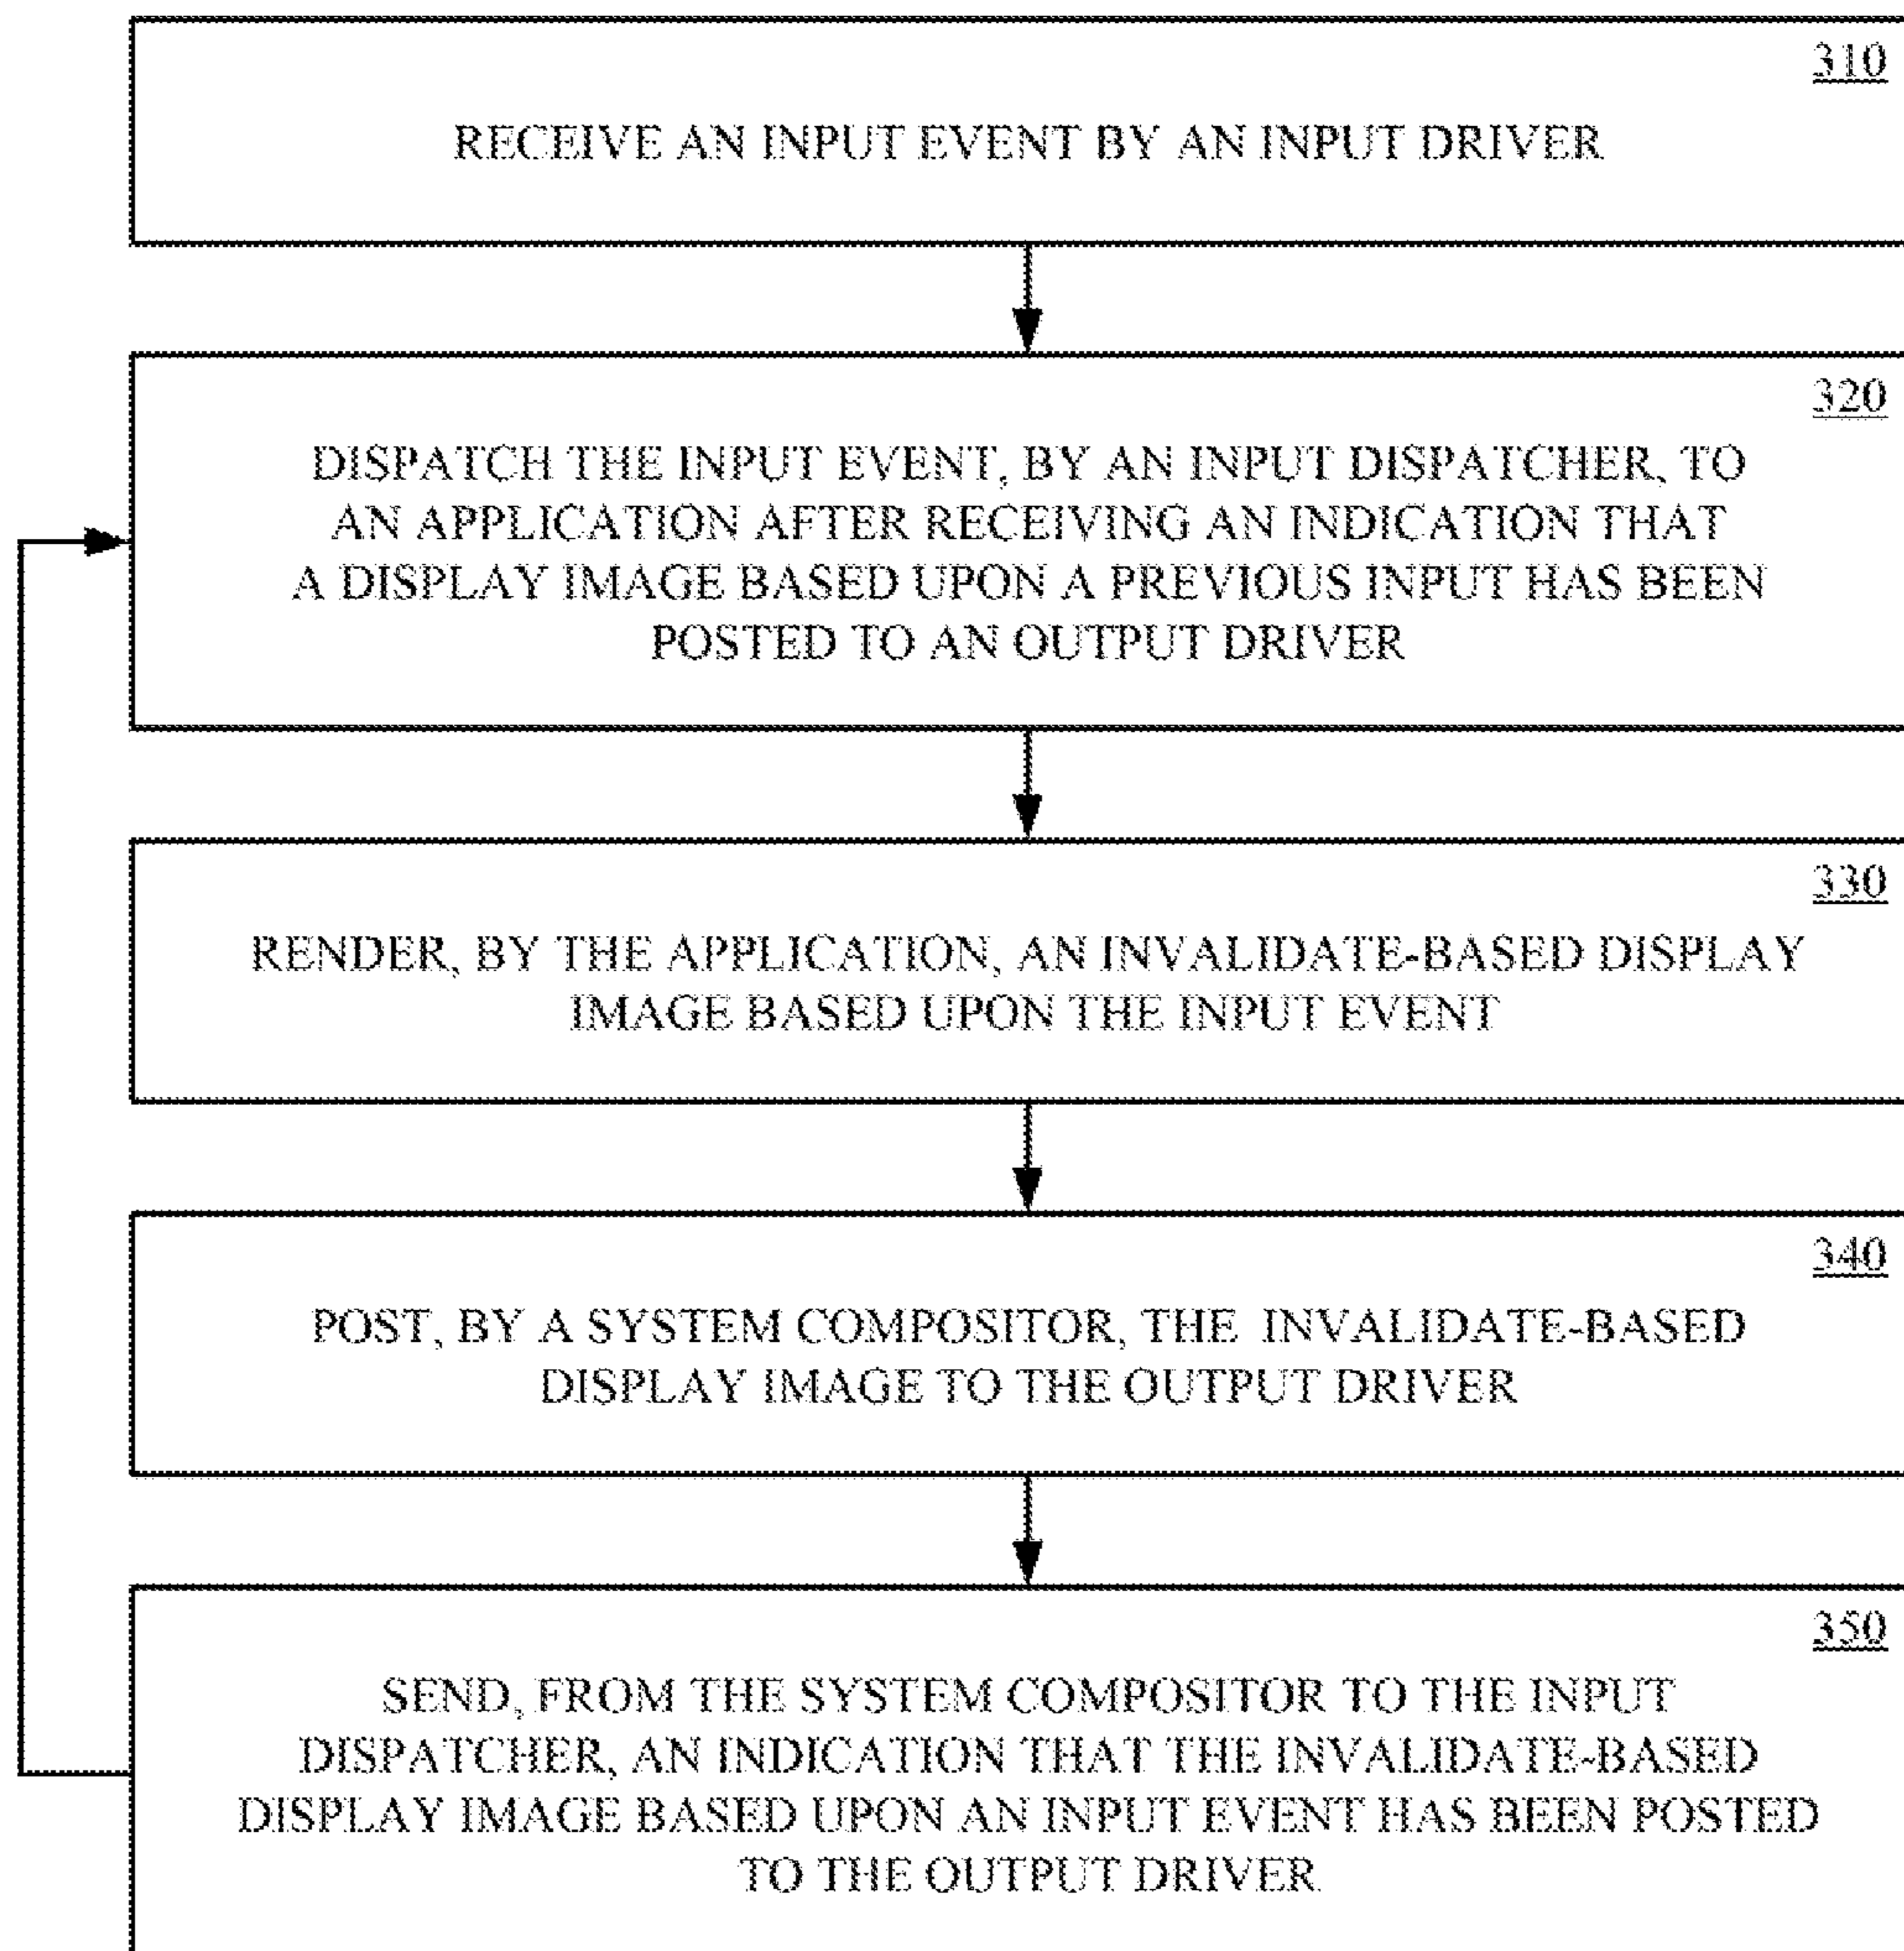 310
RECEIVE AN INPUT EVENT BY AN INPUT DRIVER
320
DISPATCH THE INPUT EVENT, BY AN INPUT DISPATCHER, TO
AN APPLICATION AFTER RECEIVING AN INDICATION THAT
A DISPLAY IMAGE BASED UPON A PREVIOUS INPUT HAS BEEN
POSTED TO AN OUTPUT DRIVER
330
RENDER, BY THE APPLICATION, AN INVALIDATE-BASED DISPLAY
IMAGE BASED UPON THE INPUT EVENT
340
POST, BY A SYSTEM COMPOSITOR, THE INVALIDATE-BASED
DISPLAY IMAGE TO THE OUTPUT DRIVER
350
SEND, FROM THE SYSTEM COMPOSITOR TO THE INPUT
DISPATCHER, AN INDICATION THAT THE INVALIDATE-BASED
DISPLAY IMAGE BASED UPON AN INPUT EVENT HAS BEEN POSTED
TO THE OUTPUT DRIVER